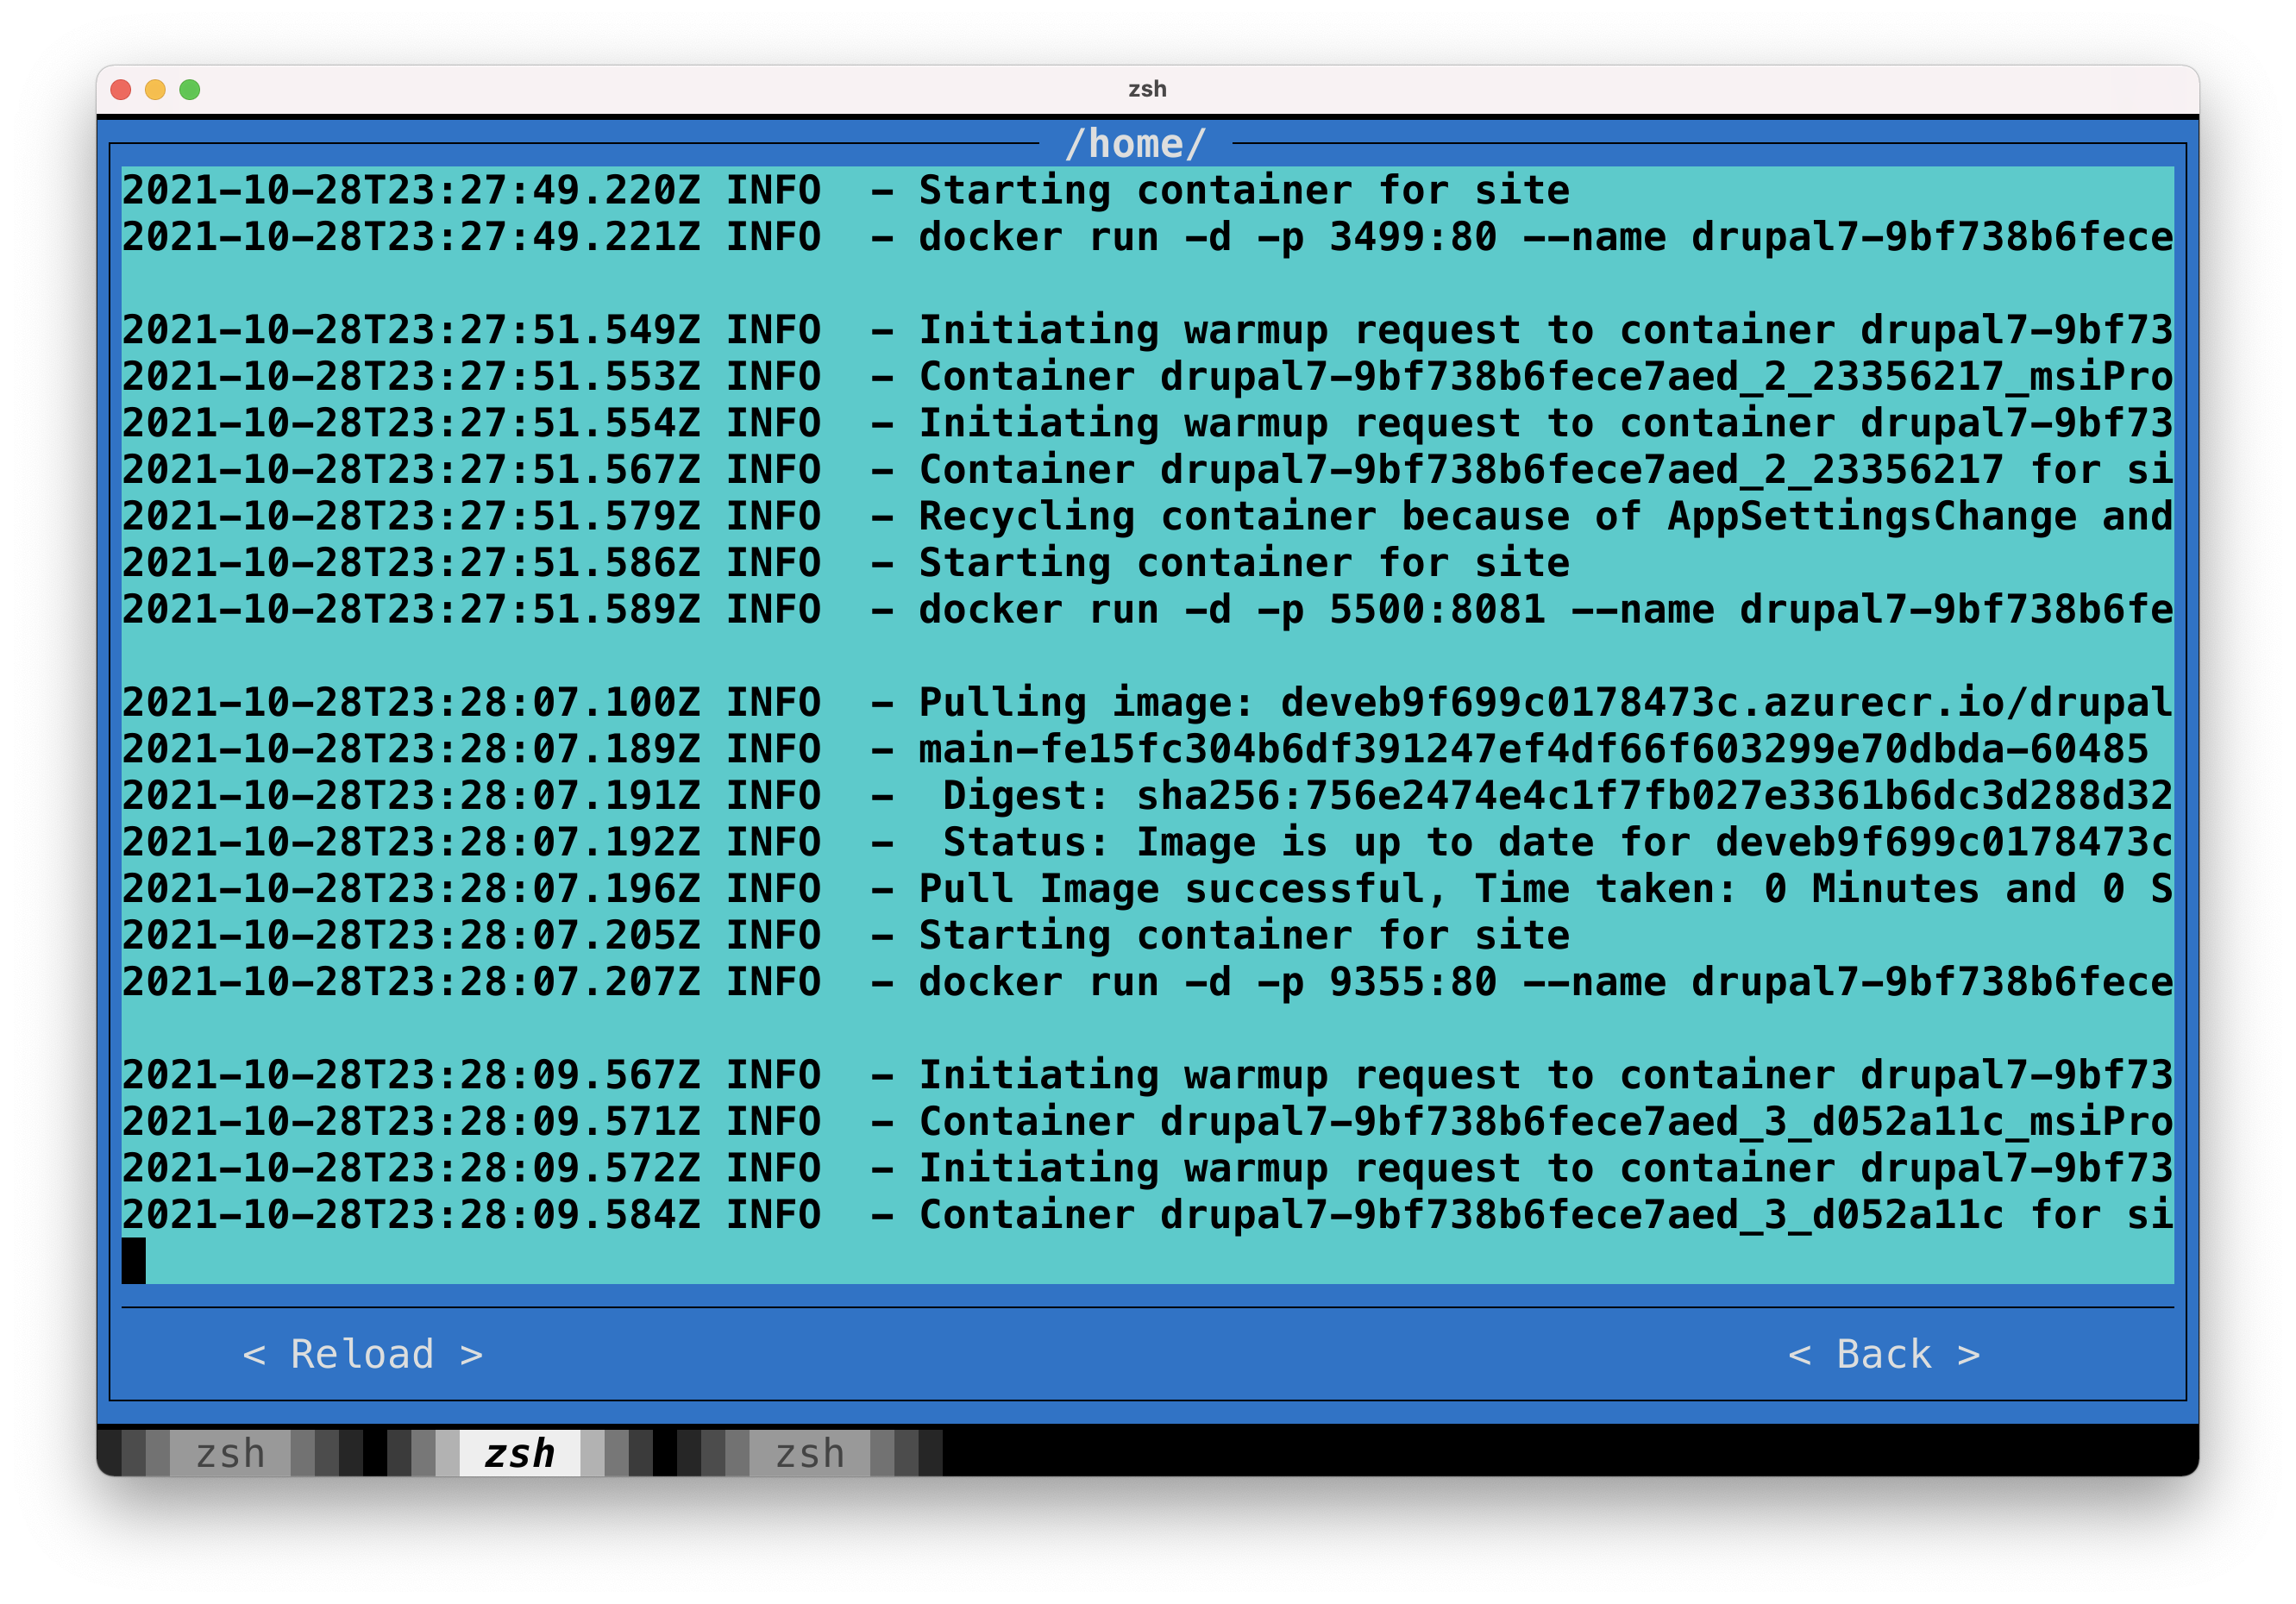 zsh
/home/
2021-10-28T23:27:49.220Z INFO  - Starting container for site
2021-10-28T23:27:49.221Z INFO  - docker run -d -p 3499:80 --name drupal7-9bf738b6fece
2021-10-28T23:27:51.549Z INFO  - Initiating warmup request to container drupal7-9bf73
2021-10-28T23:27:51.553Z INFO  - Container drupal7-9bf738b6fece7aed_2_23356217_msiPro
2021-10-28T23:27:51.554Z INFO  - Initiating warmup request to container drupal7-9bf73
2021-10-28T23:27:51.567Z INFO  - Container drupal7-9bf738b6fece7aed_2_23356217 for si
2021-10-28T23:27:51.579Z INFO  - Recycling container because of AppSettingsChange and
2021-10-28T23:27:51.586Z INFO  - Starting container for site
2021-10-28T23:27:51.589Z INFO  - docker run -d -p 5500:8081 --name drupal7-9bf738b6fe
2021-10-28T23:28:07.100Z INFO  - Pulling image: deveb9f699c0178473c.azurecr.io/drupal
2021-10-28T23:28:07.189Z INFO  - main-fe15fc304b6df391247ef4df66f603299e70dbda-60485
2021-10-28T23:28:07.191Z INFO  -  Digest: sha256:756e2474e4c1f7fb027e3361b6dc3d288d32
2021-10-28T23:28:07.192Z INFO  -  Status: Image is up to date for deveb9f699c0178473c
2021-10-28T23:28:07.196Z INFO  - Pull Image successful, Time taken: 0 Minutes and 0 S
2021-10-28T23:28:07.205Z INFO  - Starting container for site
2021-10-28T23:28:07.207Z INFO  - docker run -d -p 9355:80 --name drupal7-9bf738b6fece
2021-10-28T23:28:09.567Z INFO  - Initiating warmup request to container drupal7-9bf73
2021-10-28T23:28:09.571Z INFO  - Container drupal7-9bf738b6fece7aed_3_d052a11c_msiPro
2021-10-28T23:28:09.572Z INFO  - Initiating warmup request to container drupal7-9bf73
2021-10-28T23:28:09.584Z INFO  - Container drupal7-9bf738b6fece7aed_3_d052a11c for si
< Reload > < Back >
zsh zsh zsh